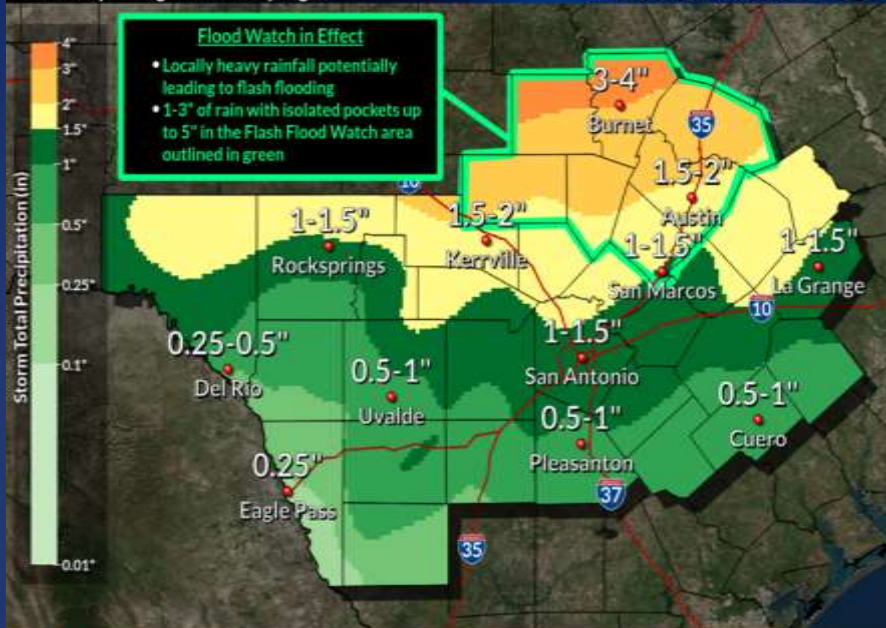 Flood Watch in Effect
• Locally heavy rainfall potentially
leading to flash flooding
• 1-3" of rain with isolated pockets up
to 5" in the Flash Flood Watch area
outlined in green
Storm Total Precipitation (in)
4"
3"
2"
1.5"
1"
0.5"
0.25"
0.1"
0.01"
3-4"
Burnet
35
10
1.5-2"
Austin
1-1.5"
Rocksprings
1.5-2"
Kerrville
1-1.5"
San Marcos
1-1.5"
La Grange
10
0.25-0.5"
Del Rio
0.5-1"
Uvalde
1-1.5"
San Antonio
0.5-1"
Pleasanton
0.5-1"
Cuero
0.25"
Eagle Pass
37
35